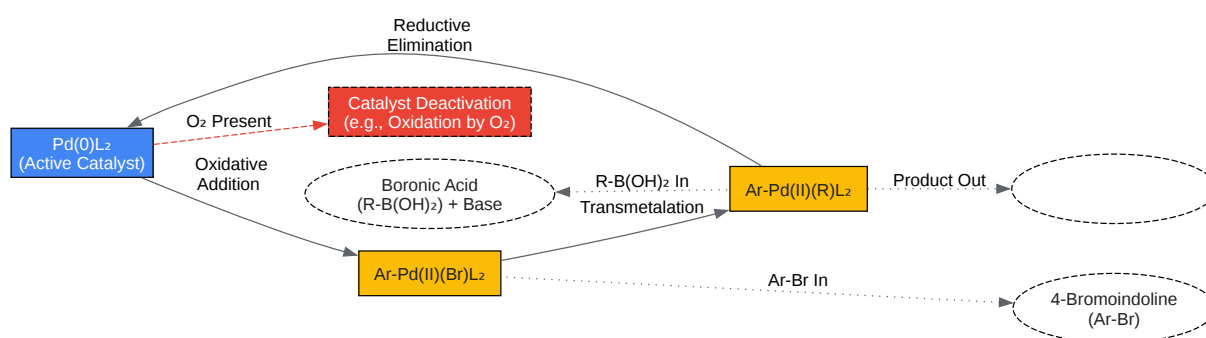 Reductive
Elimination
Catalyst Deactivation
(e.g., Oxidation by O₂)
O₂ Present
Pd(0)L₂
(Active Catalyst)
Oxidative
Addition
Boronic Acid
(R-B(OH)₂) + Base
R-B(OH)₂ In
Transmetalation
Ar-Pd(II)(R)L₂
Product Out
Ar-Pd(II)(Br)L₂
Ar-Br In
4-Bromoindoline
(Ar-Br)